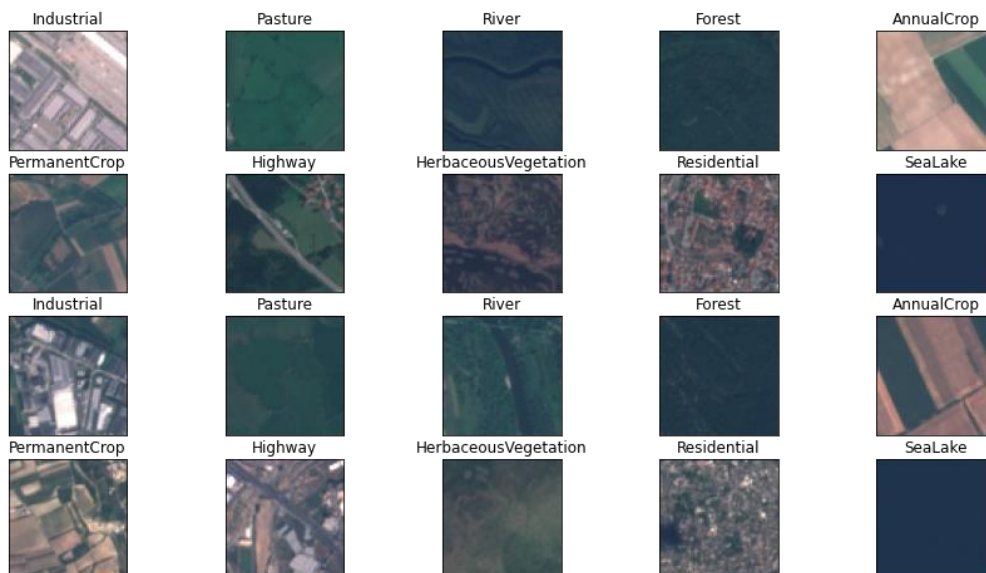 Industrial Pasture River Forest AnnualCrop
PermanentCrop Highway HerbaceousVegetation Residential SeaLake
Industrial Pasture River Forest AnnualCrop
PermanentCrop Highway HerbaceousVegetation Residential SeaLake